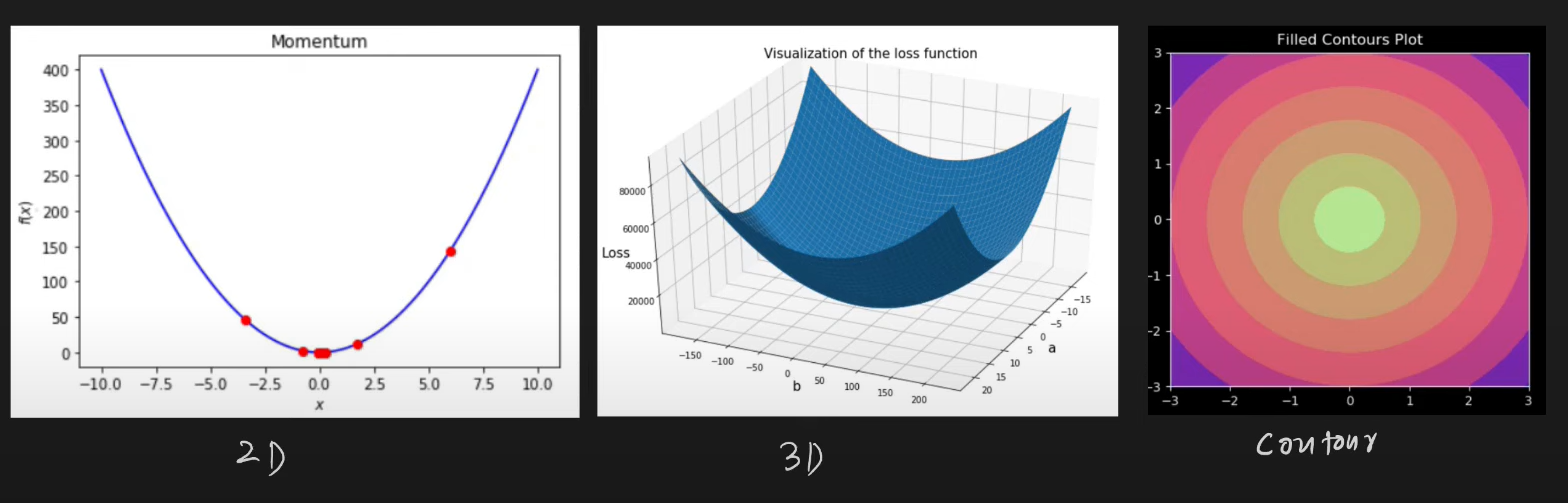 Momentum
400
350
300
250
200
150
100
50
0
f(x)
−10.0 −7.5 −5.0 −2.5 0.0 2.5 5.0 7.5 10.0
x
2D
Visualization of the loss function
80000
60000
40000
20000
Loss
−150 −100 −50 0 50 100 150 200
b
−15
−10
−5
0
5
10
15
20
a
3D
Filled Contours Plot
3
2
1
0
-1
-2
-3
−3 −2 −1 0 1 2 3
Contour